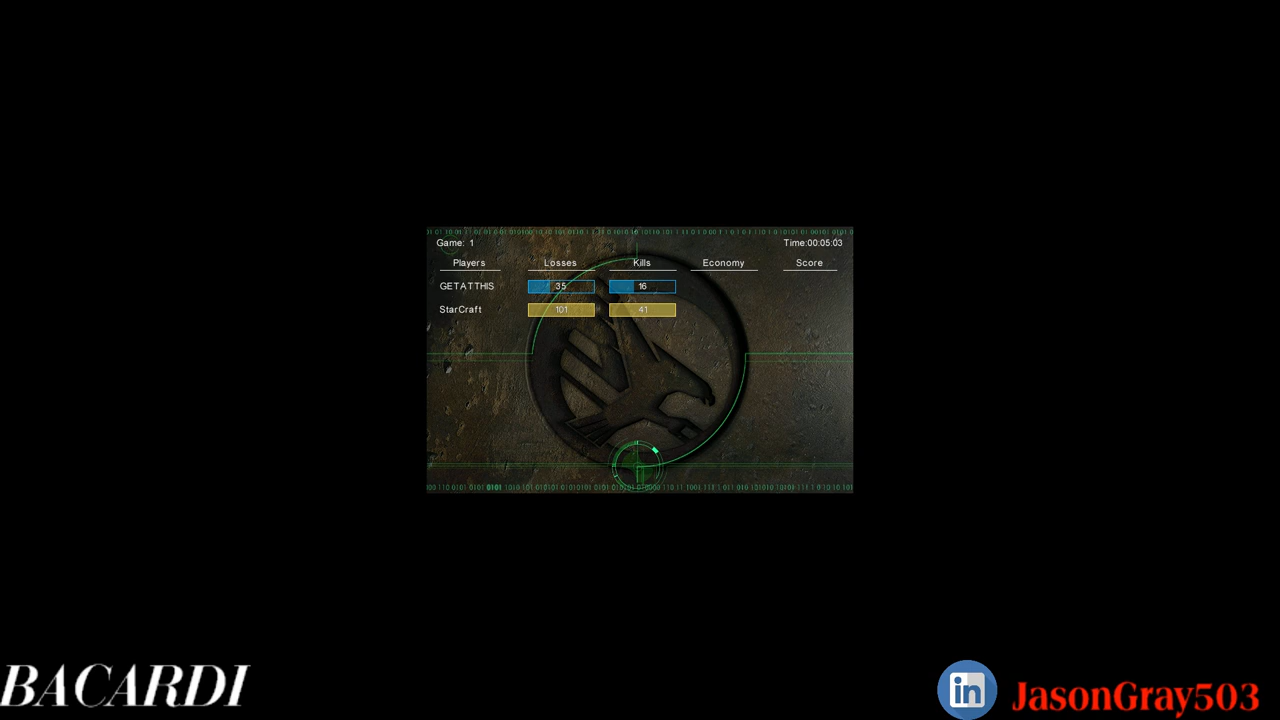 Game: 1
Time:00:05:03
Players Losses Kills Economy Score
GETATTHIS 35 16
StarCraft 101 41
BACARDI
in
JasonGray503